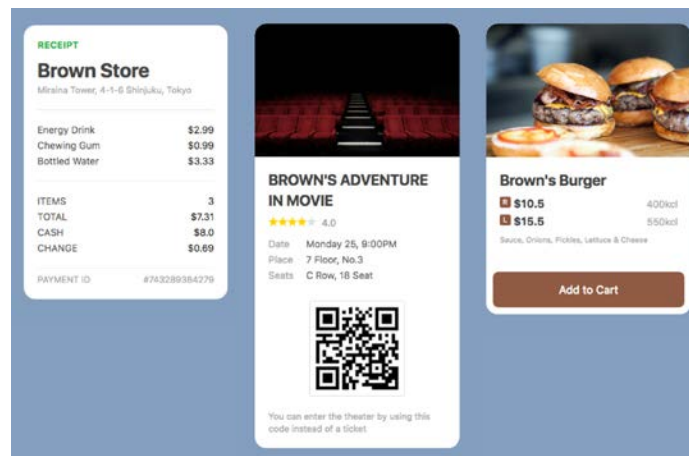 RECEIPT
Brown Store
Miraina Tower, 4-1-6 Shinjuku, Tokyo
Energy Drink $2.99
Chewing Gum $0.99
Bottled Water $3.33
ITEMS 3
TOTAL $7.31
CASH $8.0
CHANGE $0.69
PAYMENT ID #743289384279
BROWN'S ADVENTURE
IN MOVIE
4.0
Date Monday 25, 9:00PM
Place 7 Floor, No.3
Seats C Row, 18 Seat
You can enter the theater by using this
code instead of a ticket
Brown's Burger
R $10.5 400kcl
L $15.5 550kcl
Sauce, Onions, Pickles, Lettuce & Cheese
Add to Cart